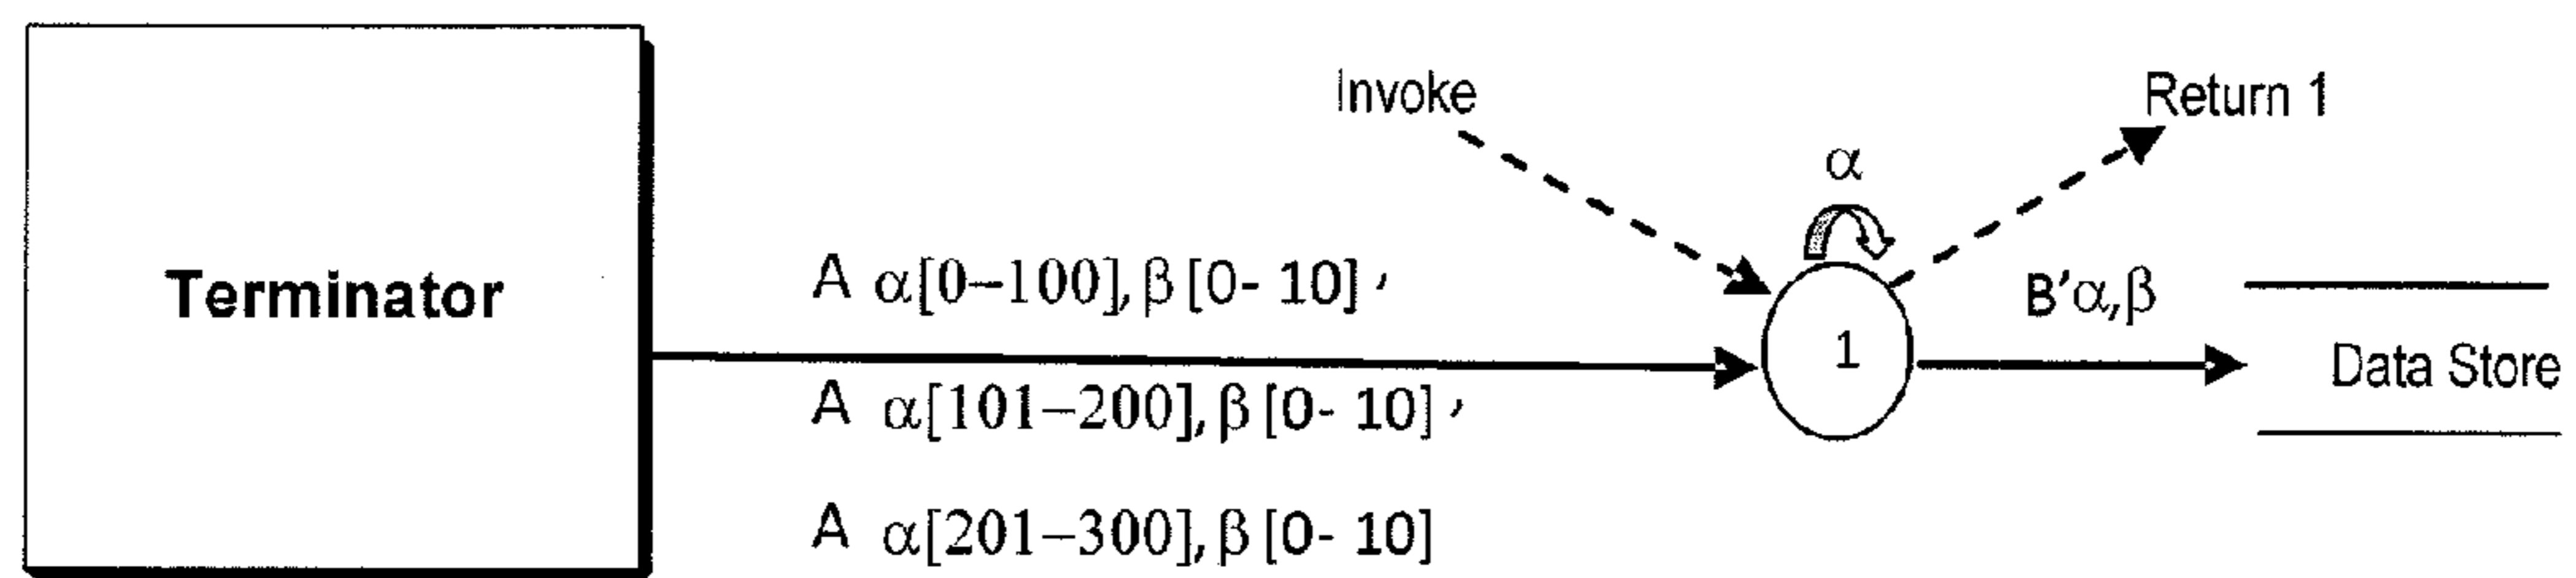 Invoke
Return 1
α
Terminator
A α[0–100], β [0- 10] ,
B′α,β
1
Data Store
A α[101–200], β [0- 10] ,
A α[201–300], β [0- 10]